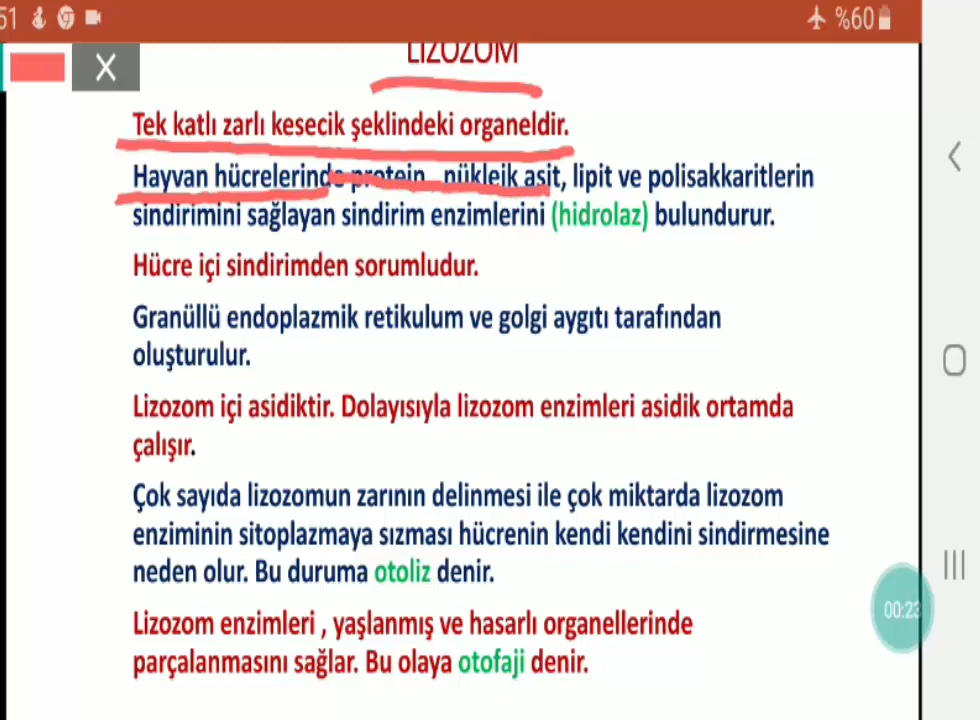 51
%60
LİZOZOM
X
Tek katlı zarlı kesecik şeklindeki organeldir.
Hayvan hücrelerinde protein, nükleik asit, lipit ve polisakkaritlerin
sindirimini sağlayan sindirim enzimlerini (hidrolaz) bulundurur.
Hücre içi sindirimden sorumludur.
Granüllü endoplazmik retikulum ve golgi aygıtı tarafından
oluşturulur.
Lizozom içi asidiktir. Dolayısıyla lizozom enzimleri asidik ortamda
çalışır.
Çok sayıda lizozomun zarının delinmesi ile çok miktarda lizozom
enziminin sitoplazmaya sızması hücrenin kendi kendini sindirmesine
neden olur. Bu duruma otoliz denir.
00:23
Lizozom enzimleri , yaşlanmış ve hasarlı organellerinde
parçalanmasını sağlar. Bu olaya otofaji denir.